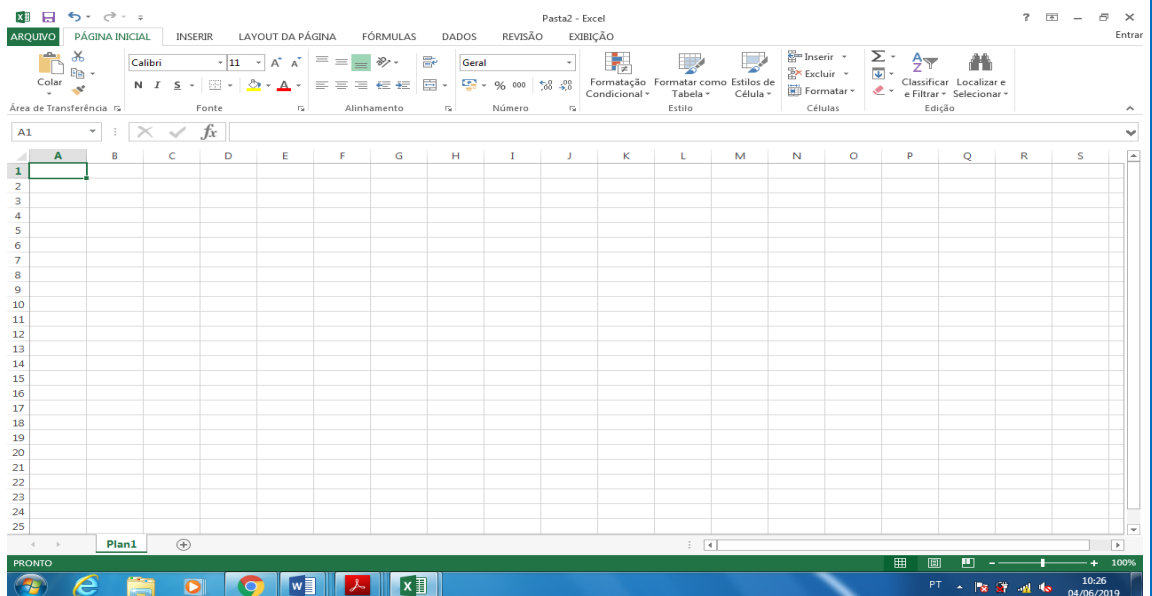 Pasta2 - Excel
?
ARQUIVO PÁGINA INICIAL INSERIR LAYOUT DA PÁGINA FÓRMULAS DADOS REVISÃO EXIBIÇÃO Entrar
Calibri 11 A A Geral Inserir
Colar Formatação Formatar como Estilos de Excluir Classificar Localizar e
N I S A % 000 Condicional Tabela Célula Formatar e Filtrar Selecionar
Área de Transferência Fonte Alinhamento Número Estilo Células Edição
A1 fx
A B C D E F G H I J K L M N O P Q R S
1
2
3
4
5
6
7
8
9
10
11
12
13
14
15
16
17
18
19
20
21
22
23
24
25
Plan1
PRONTO 100%
PT 10:26
04/06/2019